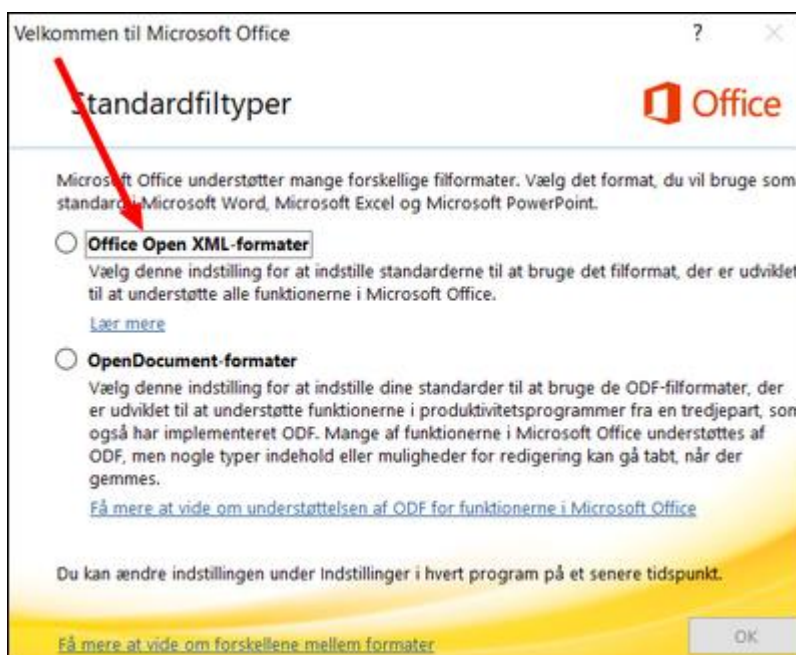 Velkommen til Microsoft Office
?
Standardfiltyper
Office
Microsoft Office understøtter mange forskellige filformater. Vælg det format, du vil bruge som
standard i Microsoft Word, Microsoft Excel og Microsoft PowerPoint.
Office Open XML-formater
Vælg denne indstilling for at indstille standarderne til at bruge det filformat, der er udviklet
til at understøtte alle funktionerne i Microsoft Office.
Lær mere
OpenDocument-formater
Vælg denne indstilling for at indstille dine standarder til at bruge de ODF-filformater, der
er udviklet til at understøtte funktionerne i produktivitetsprogrammer fra en tredjepart, som
også har implementeret ODF. Mange af funktionerne i Microsoft Office understøttes af
ODF, men nogle typer indehold eller muligheder for redigering kan gå tabt, når der
gemmes.
Få mere at vide om understøttelsen af ODF for funktionerne i Microsoft Office
Du kan ændre indstillingen under Indstillinger i hvert program på et senere tidspunkt.
Få mere at vide om forskellene mellem formater
OK